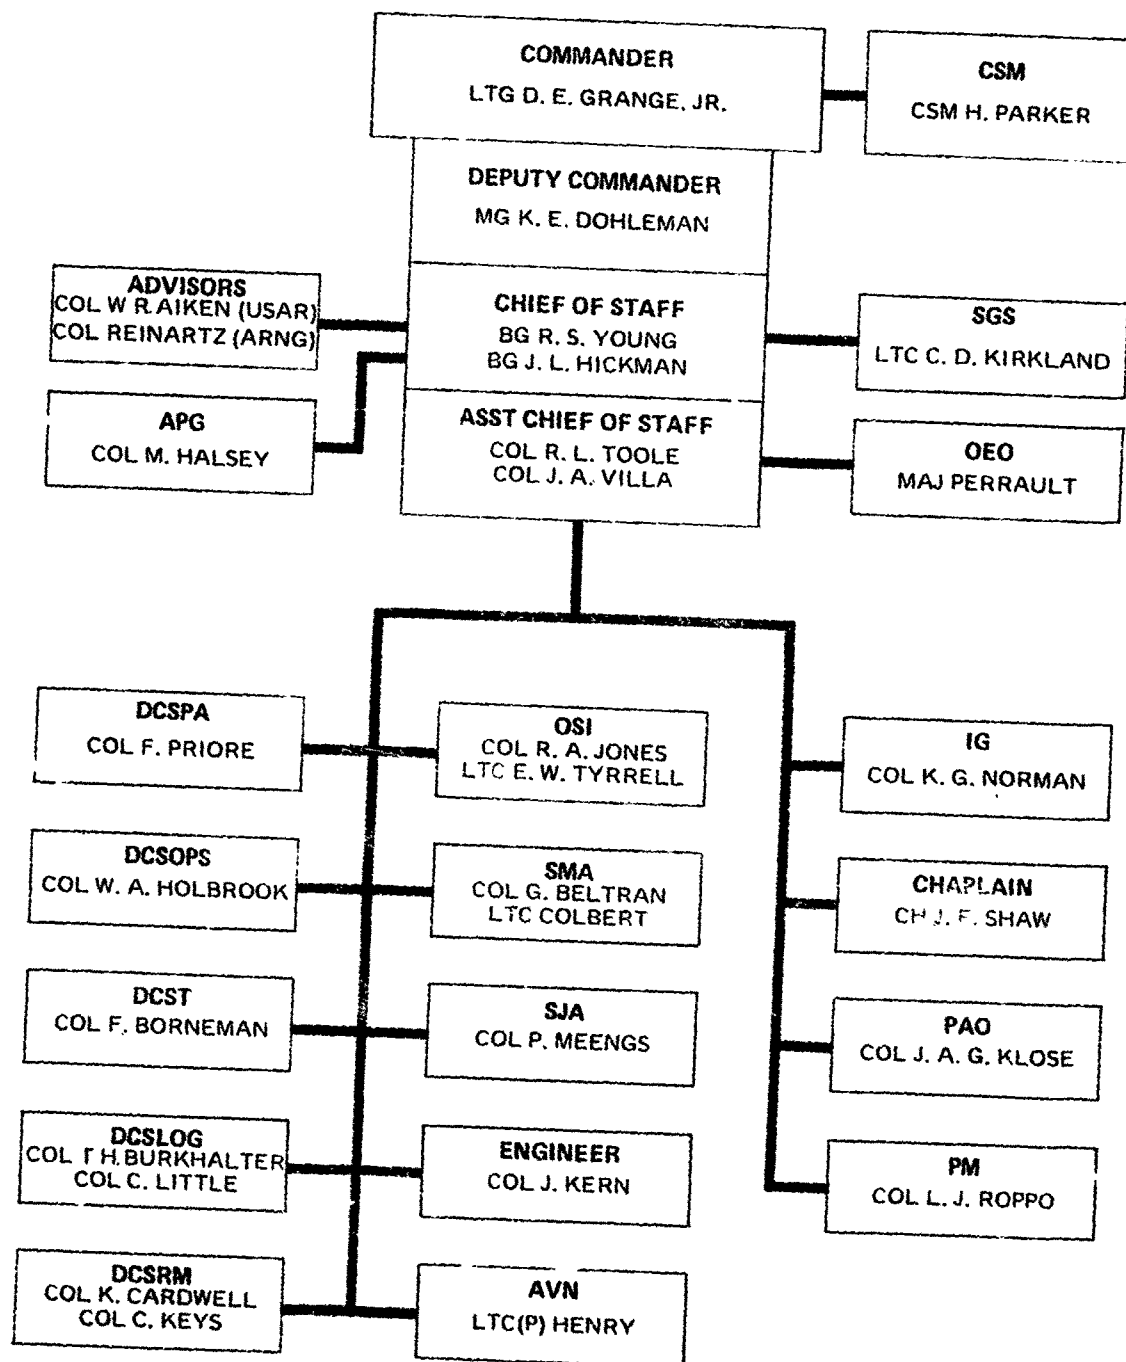 COMMANDER
LTG D. E. GRANGE, JR.
CSM
CSM H. PARKER
DEPUTY COMMANDER
MG K. E. DOHLEMAN
ADVISORS
COL W R. AIKEN (USAR)
COL REINARTZ (ARNG)
CHIEF OF STAFF
BG R. S. YOUNG
BG J. L. HICKMAN
SGS
LTC C. D. KIRKLAND
APG
COL M. HALSEY
ASST CHIEF OF STAFF
COL R. L. TOOLE
COL J. A. VILLA
OEO
MAJ PERRAULT
DCSPA
COL F. PRIORE
OSI
COL R. A. JONES
LTC E. W. TYRRELL
IG
COL K. G. NORMAN
DCSOPS
COL W. A. HOLBROOK
SMA
COL G. BELTRAN
LTC COLBERT
CHAPLAIN
CH J. F. SHAW
DCST
COL F. BORNEMAN
SJA
COL P. MEENGS
PAO
COL J. A. G. KLOSE
DCSLOG
COL H. BURKHALTER
COL C. LITTLE
ENGINEER
COL J. KERN
PM
COL L. J. ROPPO
DCSRM
COL K. CARDWELL
COL C. KEYS
AVN
LTC(P) HENRY